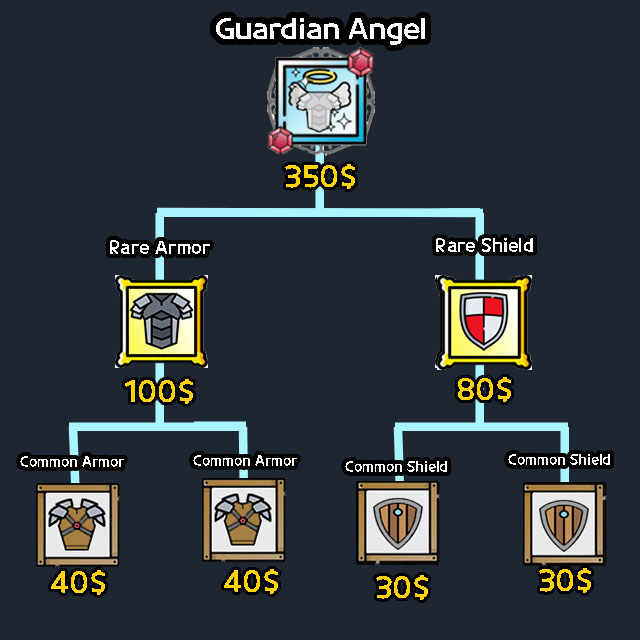 Guardian Angel
350$
Rare Armor
Rare Shield
100$
80$
Common Armor
Common Armor
Common Shield
Common Shield
40$
40$
30$
30$